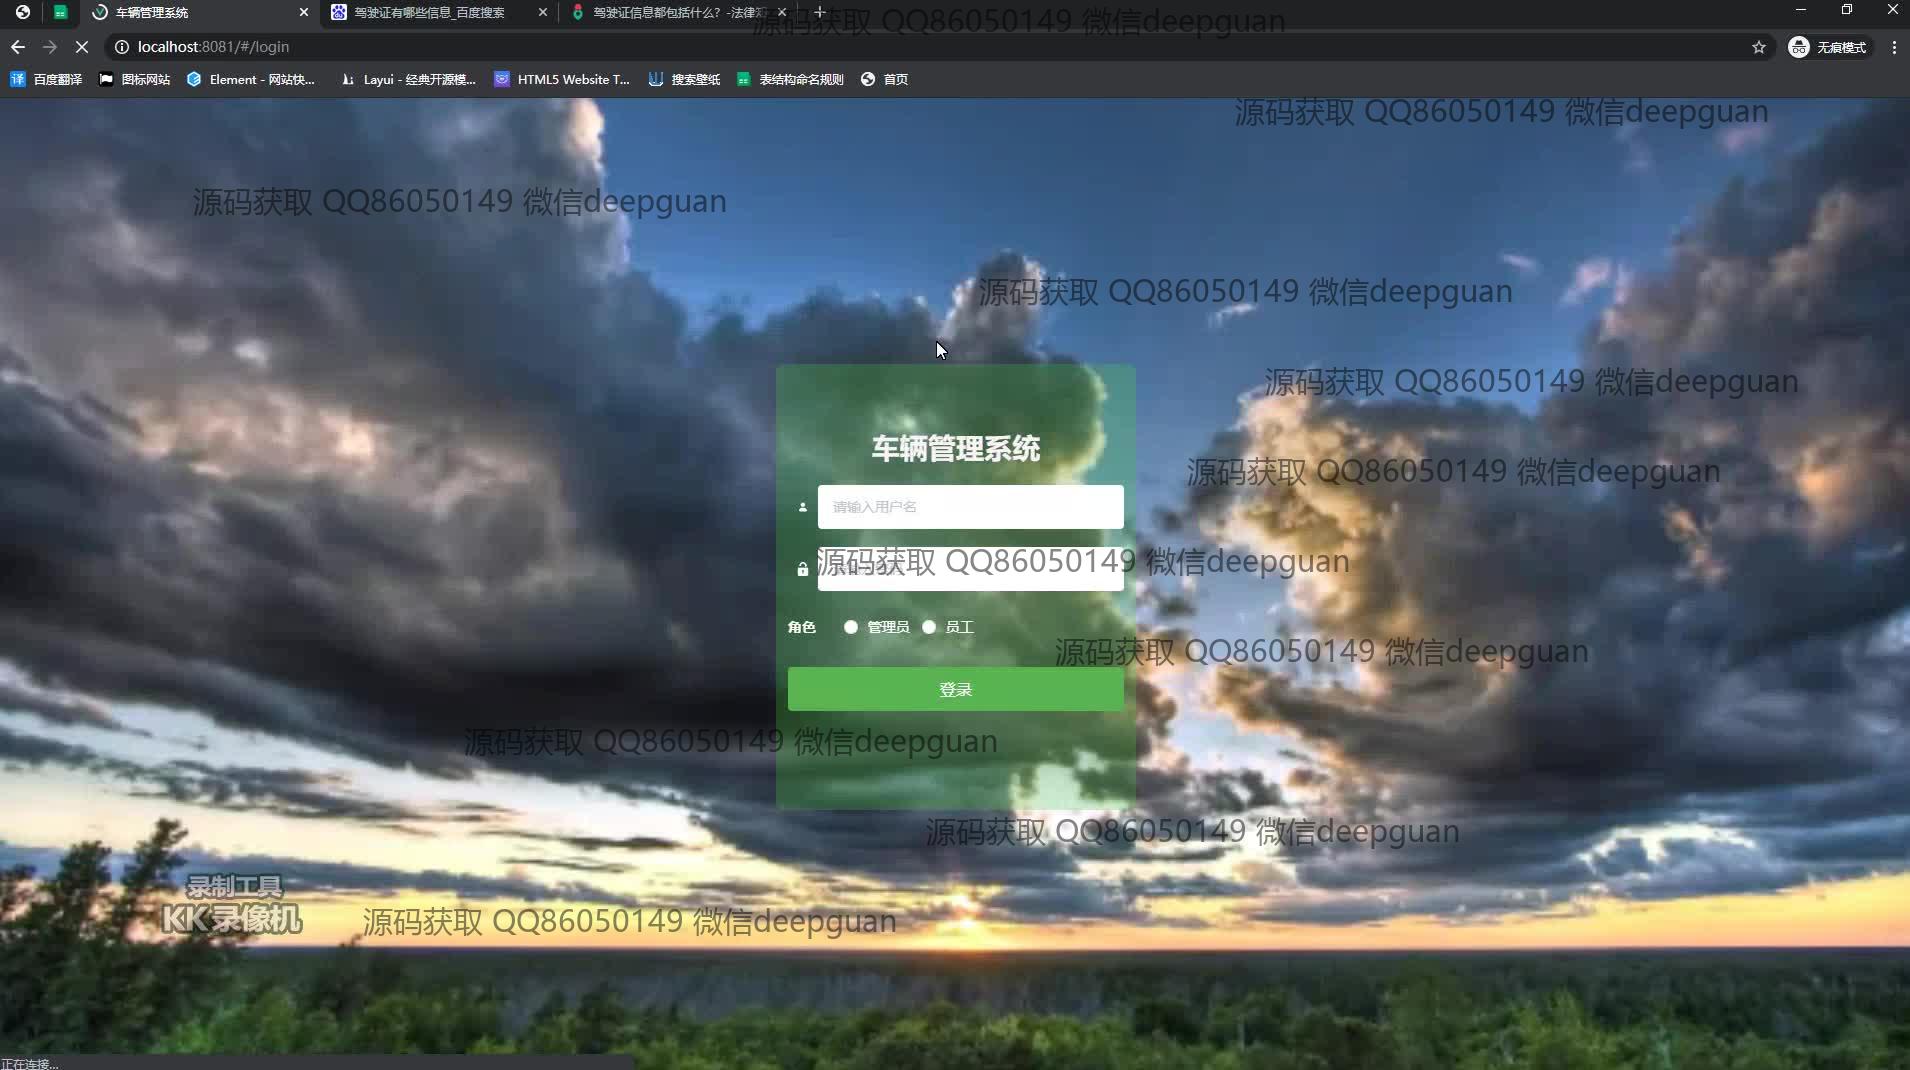 车辆管理系统
驾驶证有哪些信息_百度搜索
驾驶证信息都包括什么? -法律知
源码获取 QQ86050149 微信deepguan
localhost:8081/#/login
无痕模式
百度翻译
图标网站
Element - 网站快...
Layui - 经典开源模...
HTML5 Website T...
搜索壁纸
表结构命名规则
首页
源码获取 QQ86050149 微信deepguan
源码获取 QQ86050149 微信deepguan
源码获取 QQ86050149 微信deepguan
源码获取 QQ86050149 微信deepguan
车辆管理系统
源码获取 QQ86050149 微信deepguan
请输入用户名
源码获取 QQ86050149 微信deepguan
角色
管理员
员工
源码获取 QQ86050149 微信deepguan
登录
源码获取 QQ86050149 微信deepguan
源码获取 QQ86050149 微信deepguan
录制工具
KK录像机
源码获取 QQ86050149 微信deepguan
正在连接...